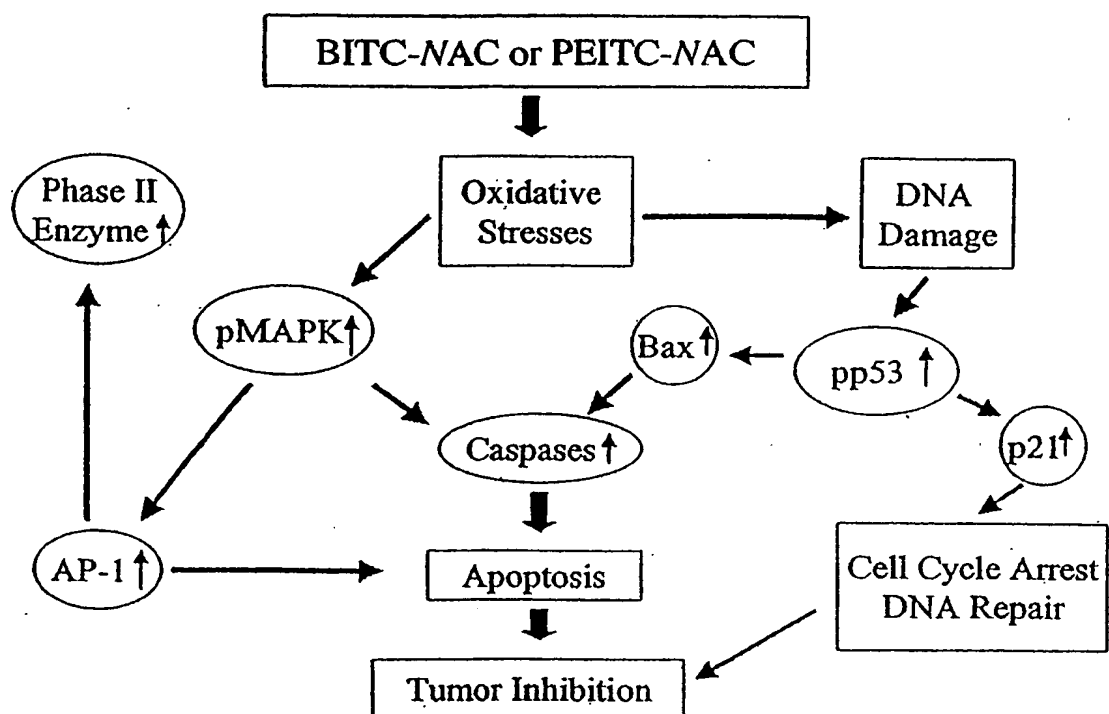 BITC-NAC or PEITC-NAC
Phase II
Enzyme↑
Oxidative
Stresses
DNA
Damage
pMAPK↑
Bax↑
pp53 ↑
Caspases↑
p21↑
AP-1↑
Apoptosis
Cell Cycle Arrest
DNA Repair
Tumor Inhibition